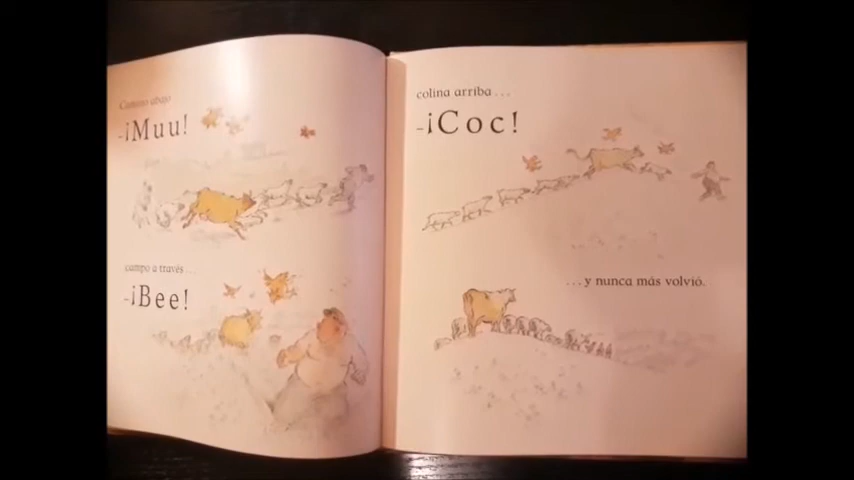 Camino abajo
-¡Muu!
campo a través...
-¡Bee!
colina arriba...
-¡Coc!
...y nunca más volvió.